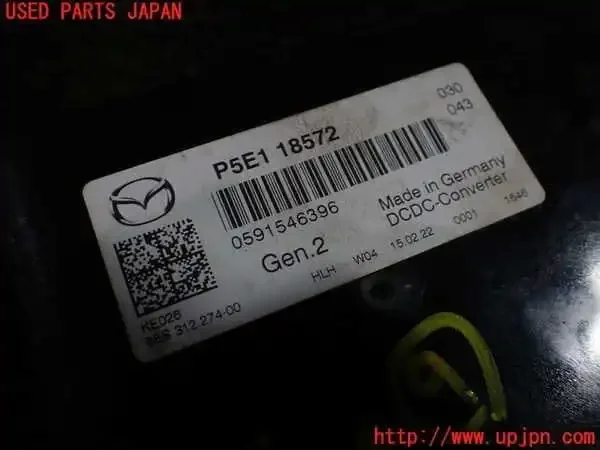 USED PARTS JAPAN
P5E1 18572
030
043
0591546396
Made in Germany
DCDC-Converter
Gen.2
HLH W04 15.02.22 0001 1646
KE026
312 274-00
http://www.upjpn.com/